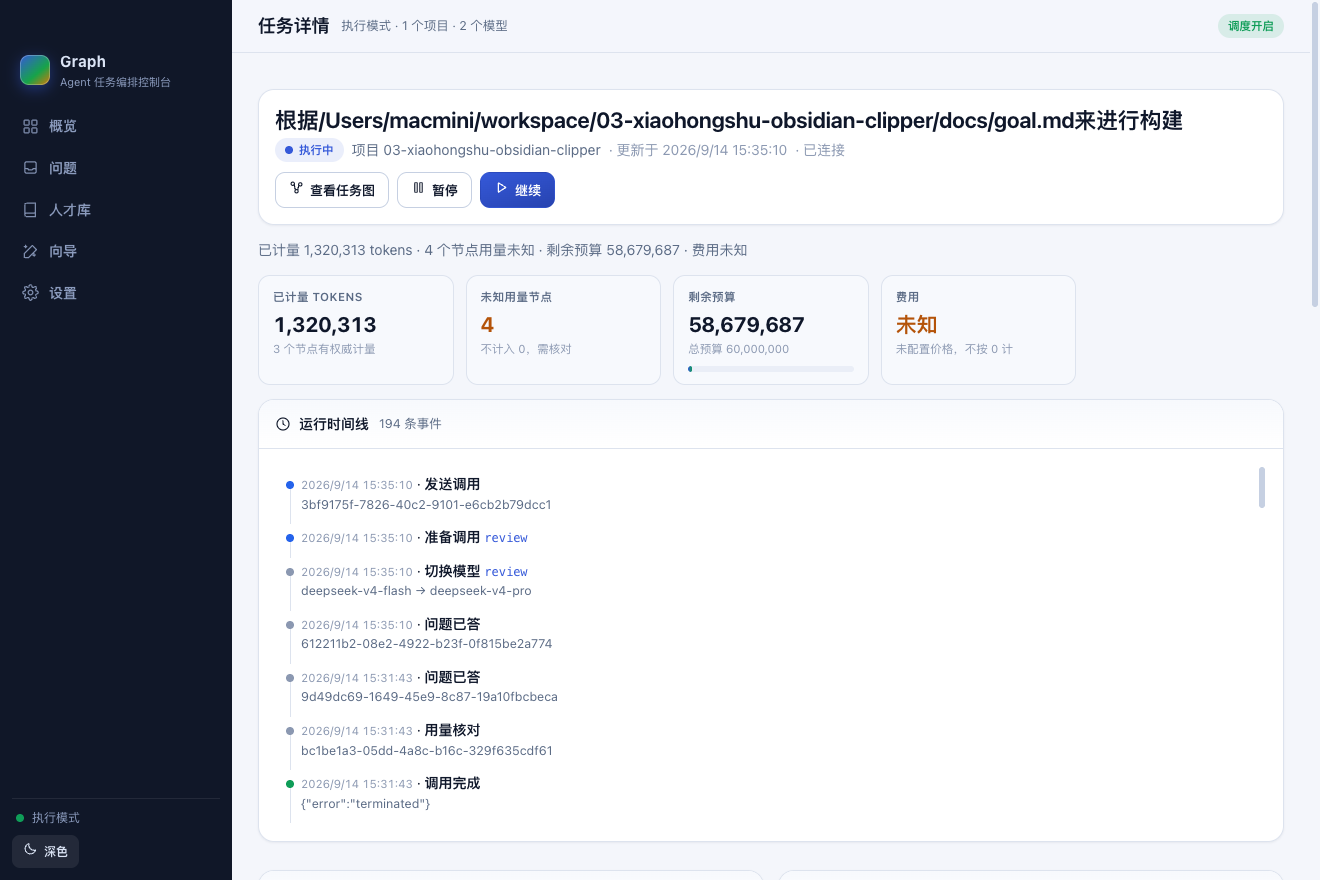 Graph
Agent 任务编排控制台
概览
问题
人才库
向导
设置
执行模式
深色
任务详情 执行模式 · 1 个项目 · 2 个模型
调度开启
根据/Users/macmini/workspace/03-xiaohongshu-obsidian-clipper/docs/goal.md来进行构建
执行中 项目 03-xiaohongshu-obsidian-clipper · 更新于 2026/9/14 15:35:10 · 已连接
查看任务图 暂停 继续
已计量 1,320,313 tokens · 4 个节点用量未知 · 剩余预算 58,679,687 · 费用未知
已计量 TOKENS
1,320,313
3 个节点有权威计量
未知用量节点
4
不计入 0，需核对
剩余预算
58,679,687
总预算 60,000,000
费用
未知
未配置价格，不按 0 计
运行时间线 194 条事件
2026/9/14 15:35:10 · 发送调用
3bf9175f-7826-40c2-9101-e6cb2b79dcc1
2026/9/14 15:35:10 · 准备调用 review
2026/9/14 15:35:10 · 切换模型 review
deepseek-v4-flash → deepseek-v4-pro
2026/9/14 15:35:10 · 问题已答
612211b2-08e2-4922-b23f-0f815be2a774
2026/9/14 15:31:43 · 问题已答
9d49dc69-1649-45e9-8c87-19a10fbcbeca
2026/9/14 15:31:43 · 用量核对
bc1be1a3-05dd-4a8c-b16c-329f635cdf61
2026/9/14 15:31:43 · 调用完成
{"error":"terminated"}